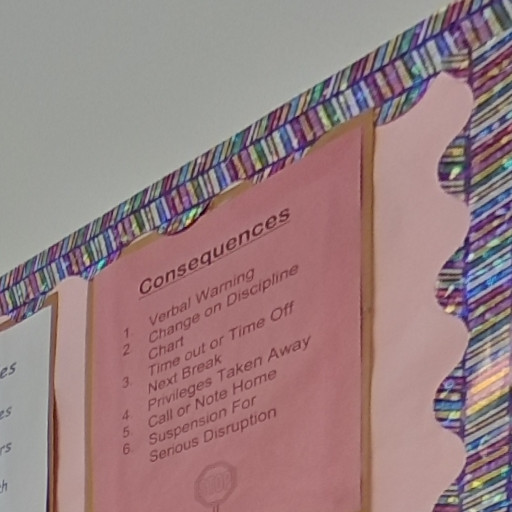 Consequences
1. Verbal Warning
2. Change on Discipline
Chart
3. Time out or Time Off
Next Break
4. Privileges Taken Away
5. Call or Note Home
6. Suspension For
Serious Disruption
es
es
rs
h